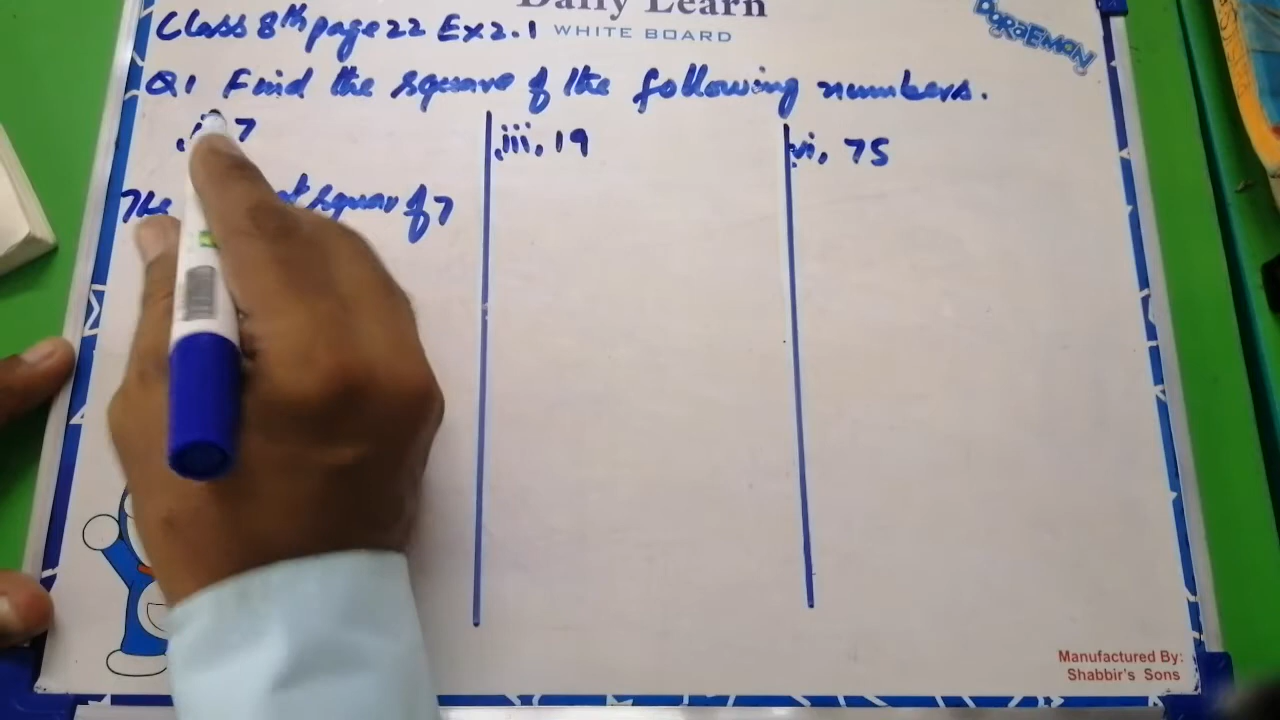 Daily Learn
WHITE BOARD
DORAEMON
Class 8th page 22 Ex 2.1
Q1 Find the square of the following numbers.
7
iii, 19
vi, 75
The squar of 7
Manufactured By:
Shabbir's Sons